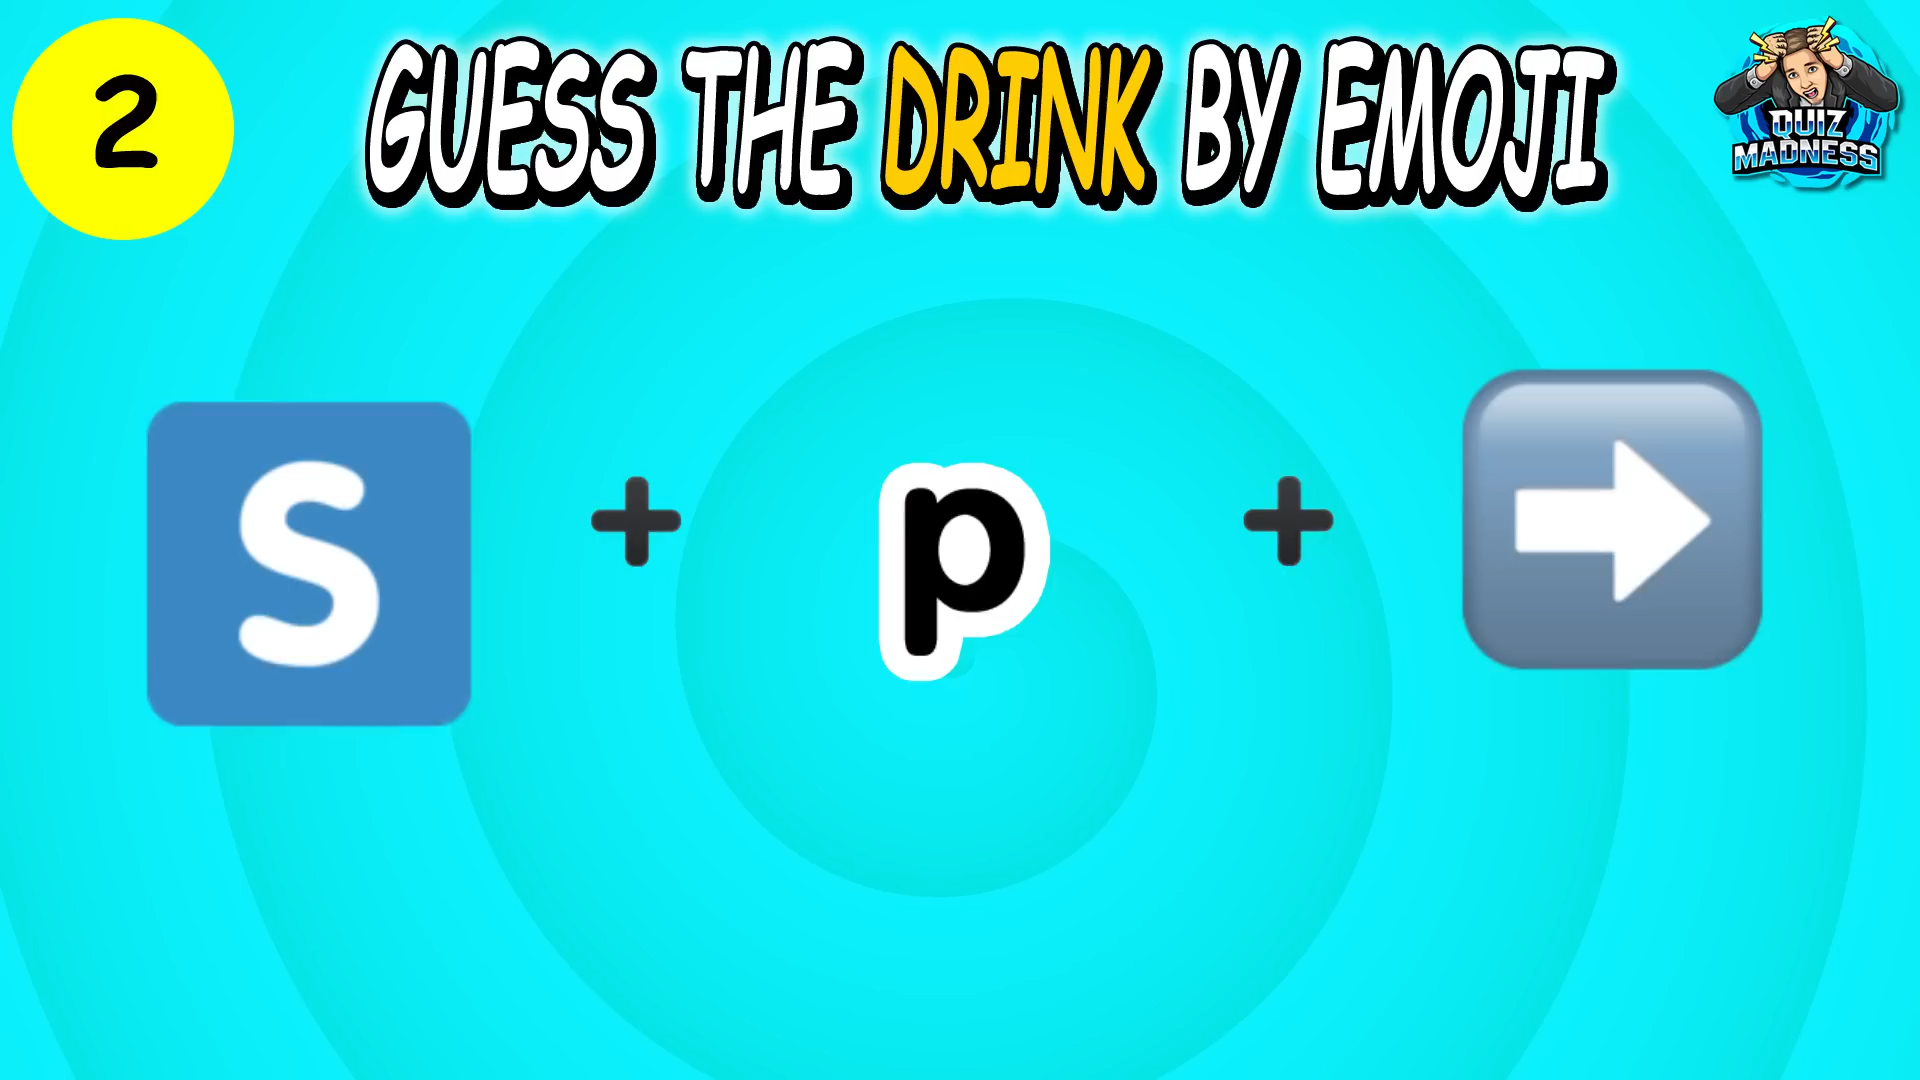 2
GUESS THE DRINK BY EMOJI
QUIZ
MADNESS
S + p +